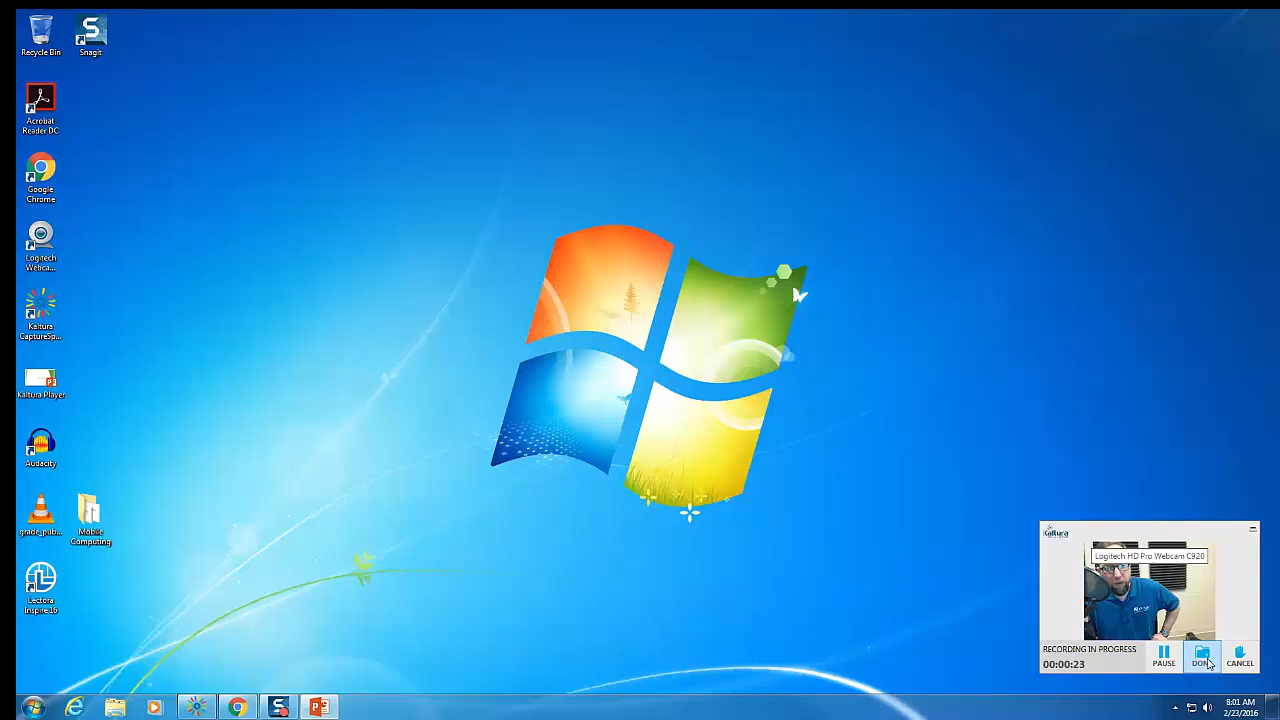 Recycle Bin
Snagit
Acrobat
Reader DC
Google
Chrome
Logitech
Webca...
Kaltura
CaptureSp...
Kaltura Player
Audacity
grade_pub...
Mobile
Computing
Lectora
Inspire 16
Kaltura
Logitech HD Pro Webcam C920
RECORDING IN PROGRESS
00:00:23
PAUSE
DON
CANCEL
8:01 AM
2/23/2016